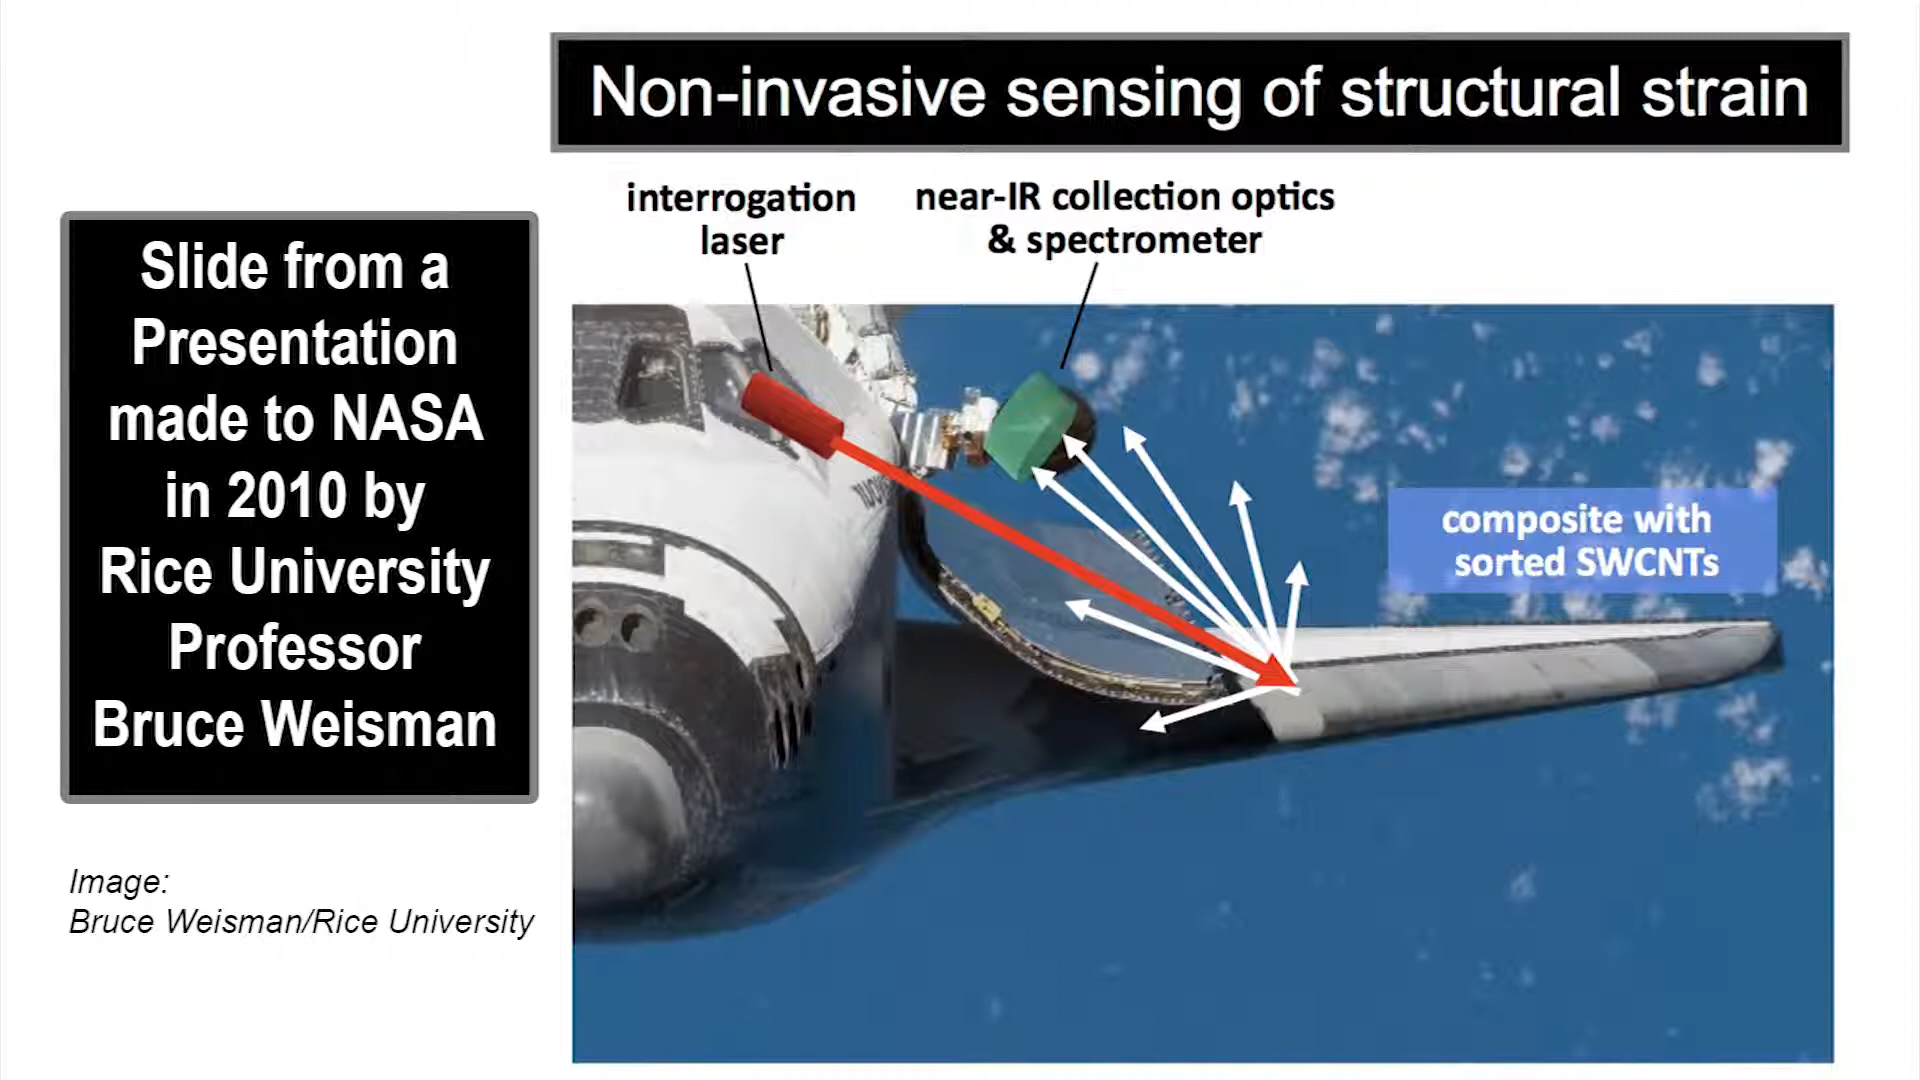 Non-invasive sensing of structural strain
interrogation
laser
near-IR collection optics
& spectrometer
Slide from a
Presentation
made to NASA
in 2010 by
Rice University
Professor
Bruce Weisman
composite with
sorted SWCNTs
Image:
Bruce Weisman/Rice University